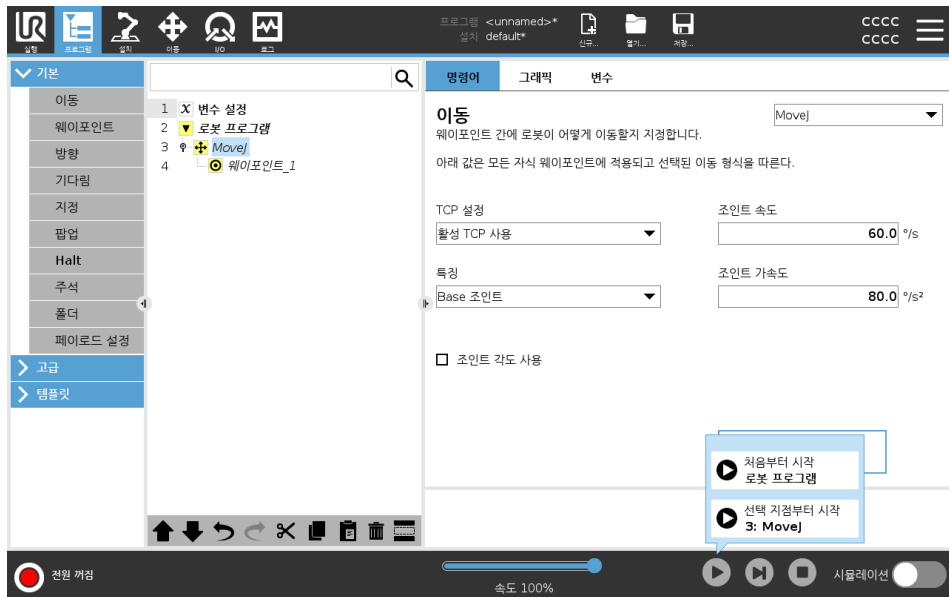 UR
실행
프로그램
설치
이동
I/O
로그
프로그램 <unnamed>*
설치 default*
신규...
열기...
저장...
CCCC
CCCC
기본
이동
웨이포인트
방향
기다림
지정
팝업
Halt
주석
폴더
페이로드 설정
고급
템플릿
1 X 변수 설정
2 로봇 프로그램
3 MoveJ
4 웨이포인트_1
명령어 그래픽 변수
이동
MoveJ
웨이포인트 간에 로봇이 어떻게 이동할지 지정합니다.
아래 값은 모든 자식 웨이포인트에 적용되고 선택된 이동 형식을 따른다.
TCP 설정
활성 TCP 사용
조인트 속도
60.0 °/s
특징
Base 조인트
조인트 가속도
80.0 °/s²
조인트 각도 사용
처음부터 시작
로봇 프로그램
선택 지점부터 시작
3: MoveJ
전원 꺼짐
속도 100%
시뮬레이션